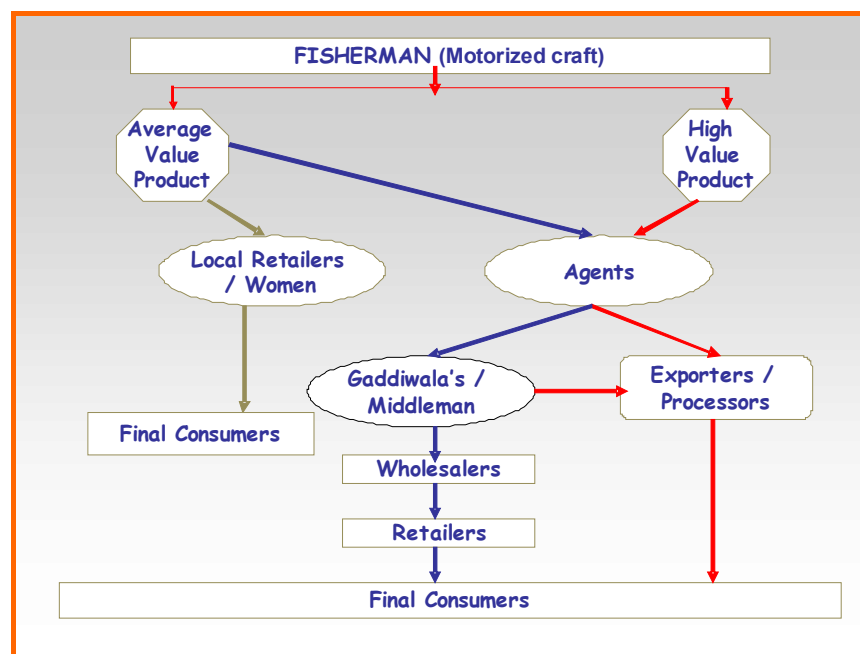 FISHERMAN (Motorized craft)
Average
Value
Product
High
Value
Product
Local Retailers
/ Women
Agents
Gaddiwala's /
Middleman
Exporters /
Processors
Final Consumers
Wholesalers
Retailers
Final Consumers